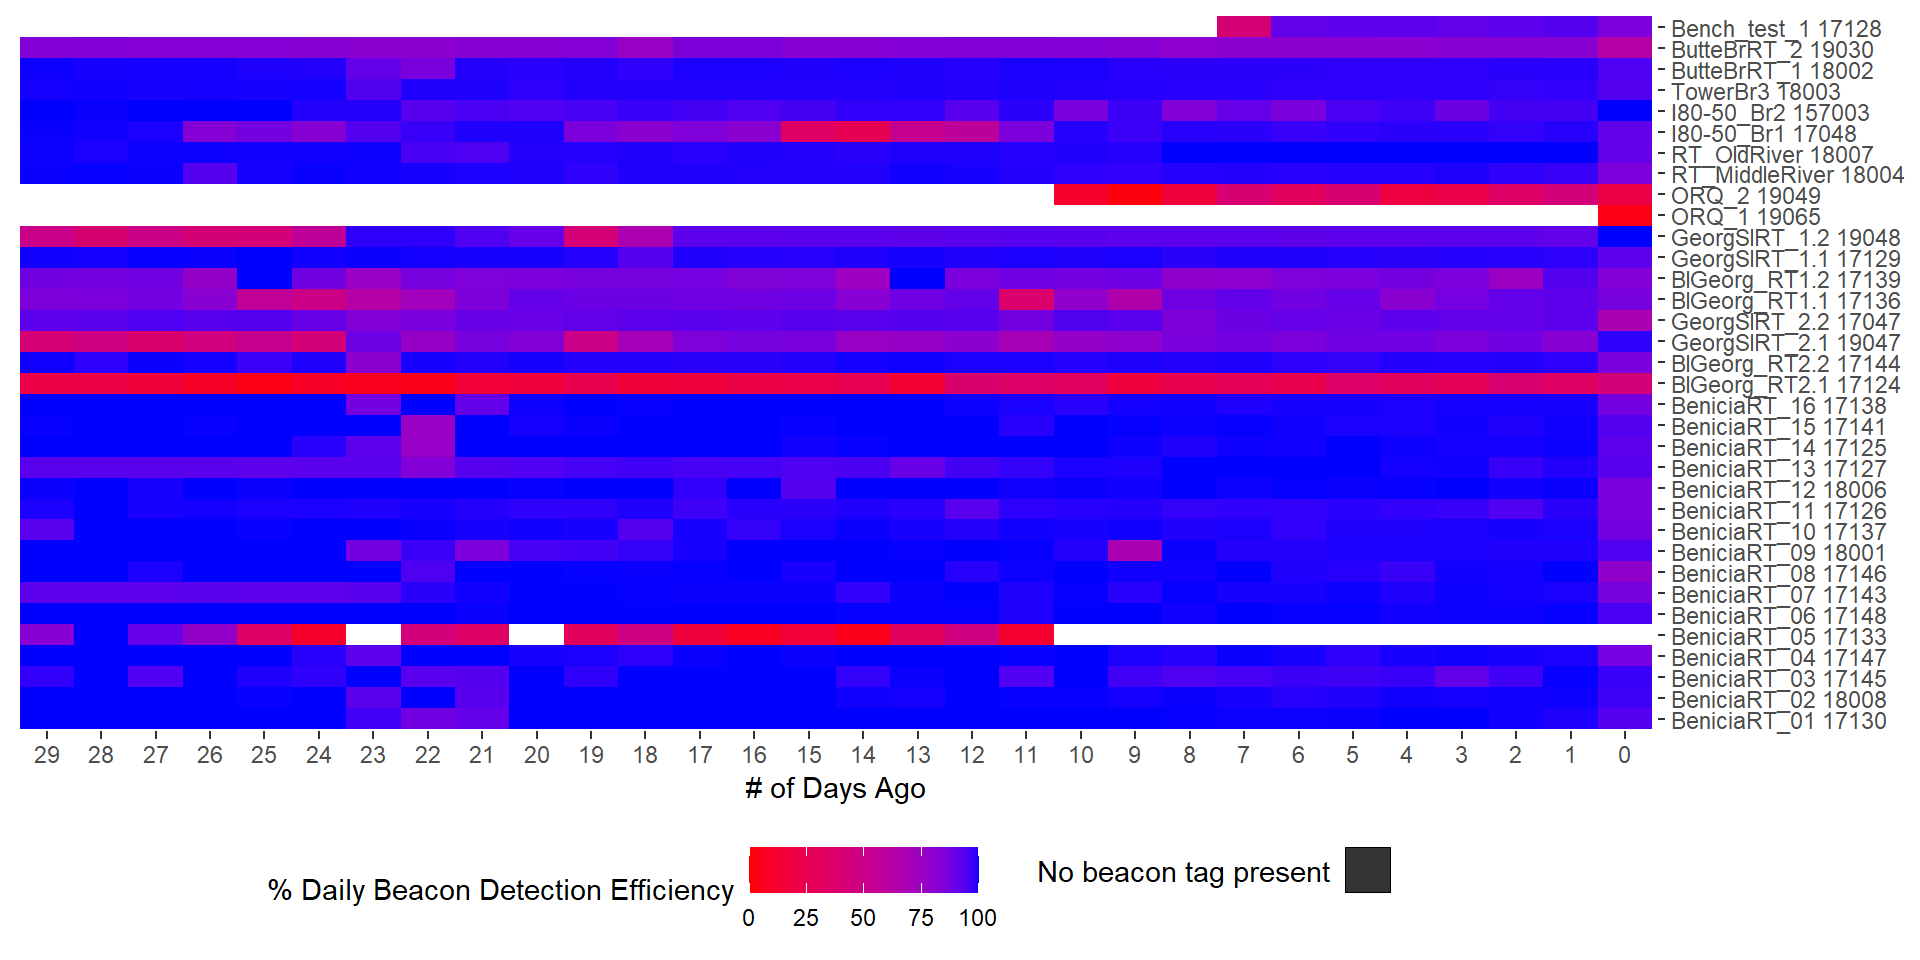 Bench_test_1 17128
ButteBrRT_2 19030
ButteBrRT_1 18002
TowerBr3 18003
I80-50_Br2 157003
I80-50_Br1 17048
RT_OldRiver 18007
RT_MiddleRiver 18004
ORQ_2 19049
ORQ_1 19065
GeorgSlRT_1.2 19048
GeorgSlRT_1.1 17129
BlGeorg_RT1.2 17139
BlGeorg_RT1.1 17136
GeorgSlRT_2.2 17047
GeorgSlRT_2.1 19047
BlGeorg_RT2.2 17144
BlGeorg_RT2.1 17124
BeniciaRT_16 17138
BeniciaRT_15 17141
BeniciaRT_14 17125
BeniciaRT_13 17127
BeniciaRT_12 18006
BeniciaRT_11 17126
BeniciaRT_10 17137
BeniciaRT_09 18001
BeniciaRT_08 17146
BeniciaRT_07 17143
BeniciaRT_06 17148
BeniciaRT_05 17133
BeniciaRT_04 17147
BeniciaRT_03 17145
BeniciaRT_02 18008
BeniciaRT_01 17130
29 28 27 26 25 24 23 22 21 20 19 18 17 16 15 14 13 12 11 10 9 8 7 6 5 4 3 2 1 0
# of Days Ago
% Daily Beacon Detection Efficiency
0 25 50 75 100
No beacon tag present